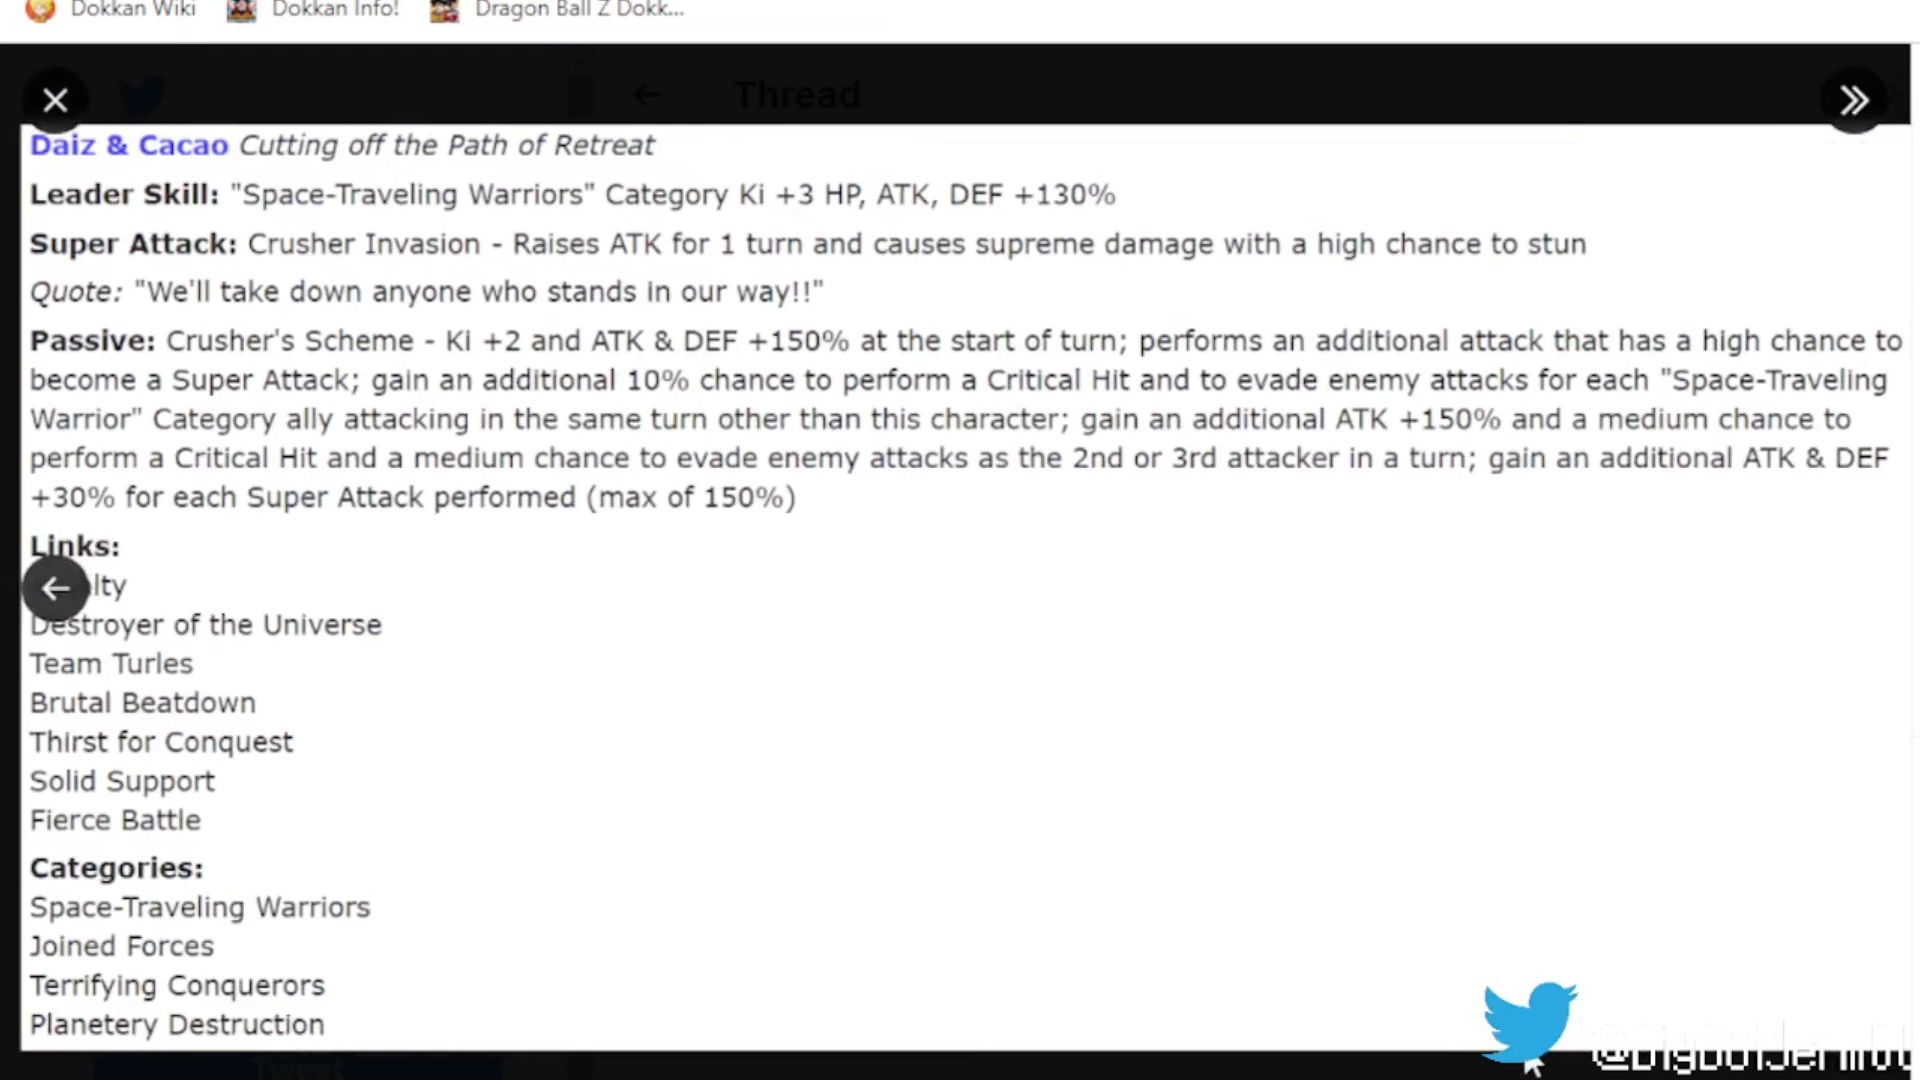 Dokkan Wiki Dokkan Info! Dragon Ball Z Dokk...
Thread
Daiz & Cacao Cutting off the Path of Retreat
Leader Skill: "Space-Traveling Warriors" Category Ki +3 HP, ATK, DEF +130%
Super Attack: Crusher Invasion - Raises ATK for 1 turn and causes supreme damage with a high chance to stun
Quote: "We'll take down anyone who stands in our way!!"
Passive: Crusher's Scheme - Ki +2 and ATK & DEF +150% at the start of turn; performs an additional attack that has a high chance to
become a Super Attack; gain an additional 10% chance to perform a Critical Hit and to evade enemy attacks for each "Space-Traveling
Warrior" Category ally attacking in the same turn other than this character; gain an additional ATK +150% and a medium chance to
perform a Critical Hit and a medium chance to evade enemy attacks as the 2nd or 3rd attacker in a turn; gain an additional ATK & DEF
+30% for each Super Attack performed (max of 150%)
Links:
lty
Destroyer of the Universe
Team Turles
Brutal Beatdown
Thirst for Conquest
Solid Support
Fierce Battle
Categories:
Space-Traveling Warriors
Joined Forces
Terrifying Conquerors
Planetery Destruction
Tweet